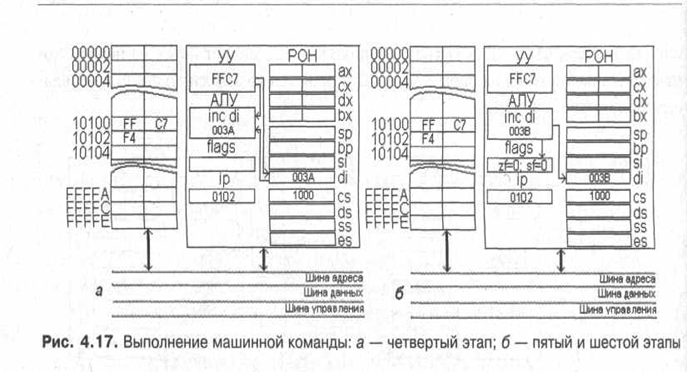 УУ РОН УУ РОН
00000 ax 00000 ax
00002 FFC7 cx 00002 FFC7 cx
00004 dx 00004 dx
АЛУ bx АЛУ bx
10100 FF C7 inc di 10100 FF C7 inc di
10102 F4 003A sp 10102 F4 003B sp
10104 flags bp 10104 flags bp
si zf=0; sf=0 si
ip 003A di ip 003B di
FFFFA 0102 1000 cs FFFFA 0102 1000 cs
FFFFC ds FFFFC ds
FFFFE ss FFFFE ss
es es
Шина адреса Шина адреса
а Шина данных б Шина данных
Шина управления Шина управления
Рис. 4.17. Выполнение машинной команды: а — четвертый этап; б — пятый и шестой этапы